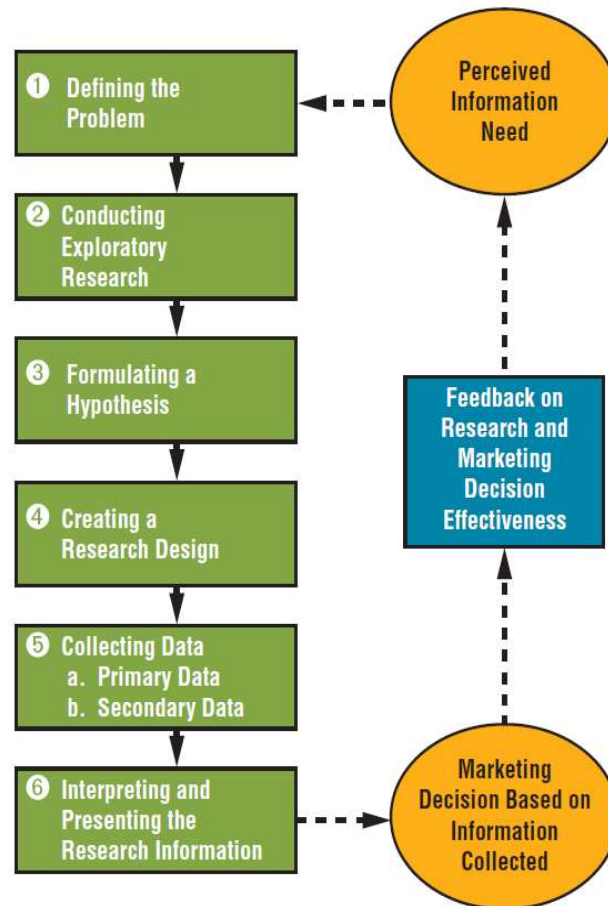 1 Defining the
Problem
2 Conducting
Exploratory
Research
3 Formulating a
Hypothesis
4 Creating a
Research Design
5 Collecting Data
a. Primary Data
b. Secondary Data
6 Interpreting and
Presenting the
Research Information
Marketing
Decision Based on
Information
Collected
Feedback on
Research and
Marketing
Decision
Effectiveness
Perceived
Information
Need